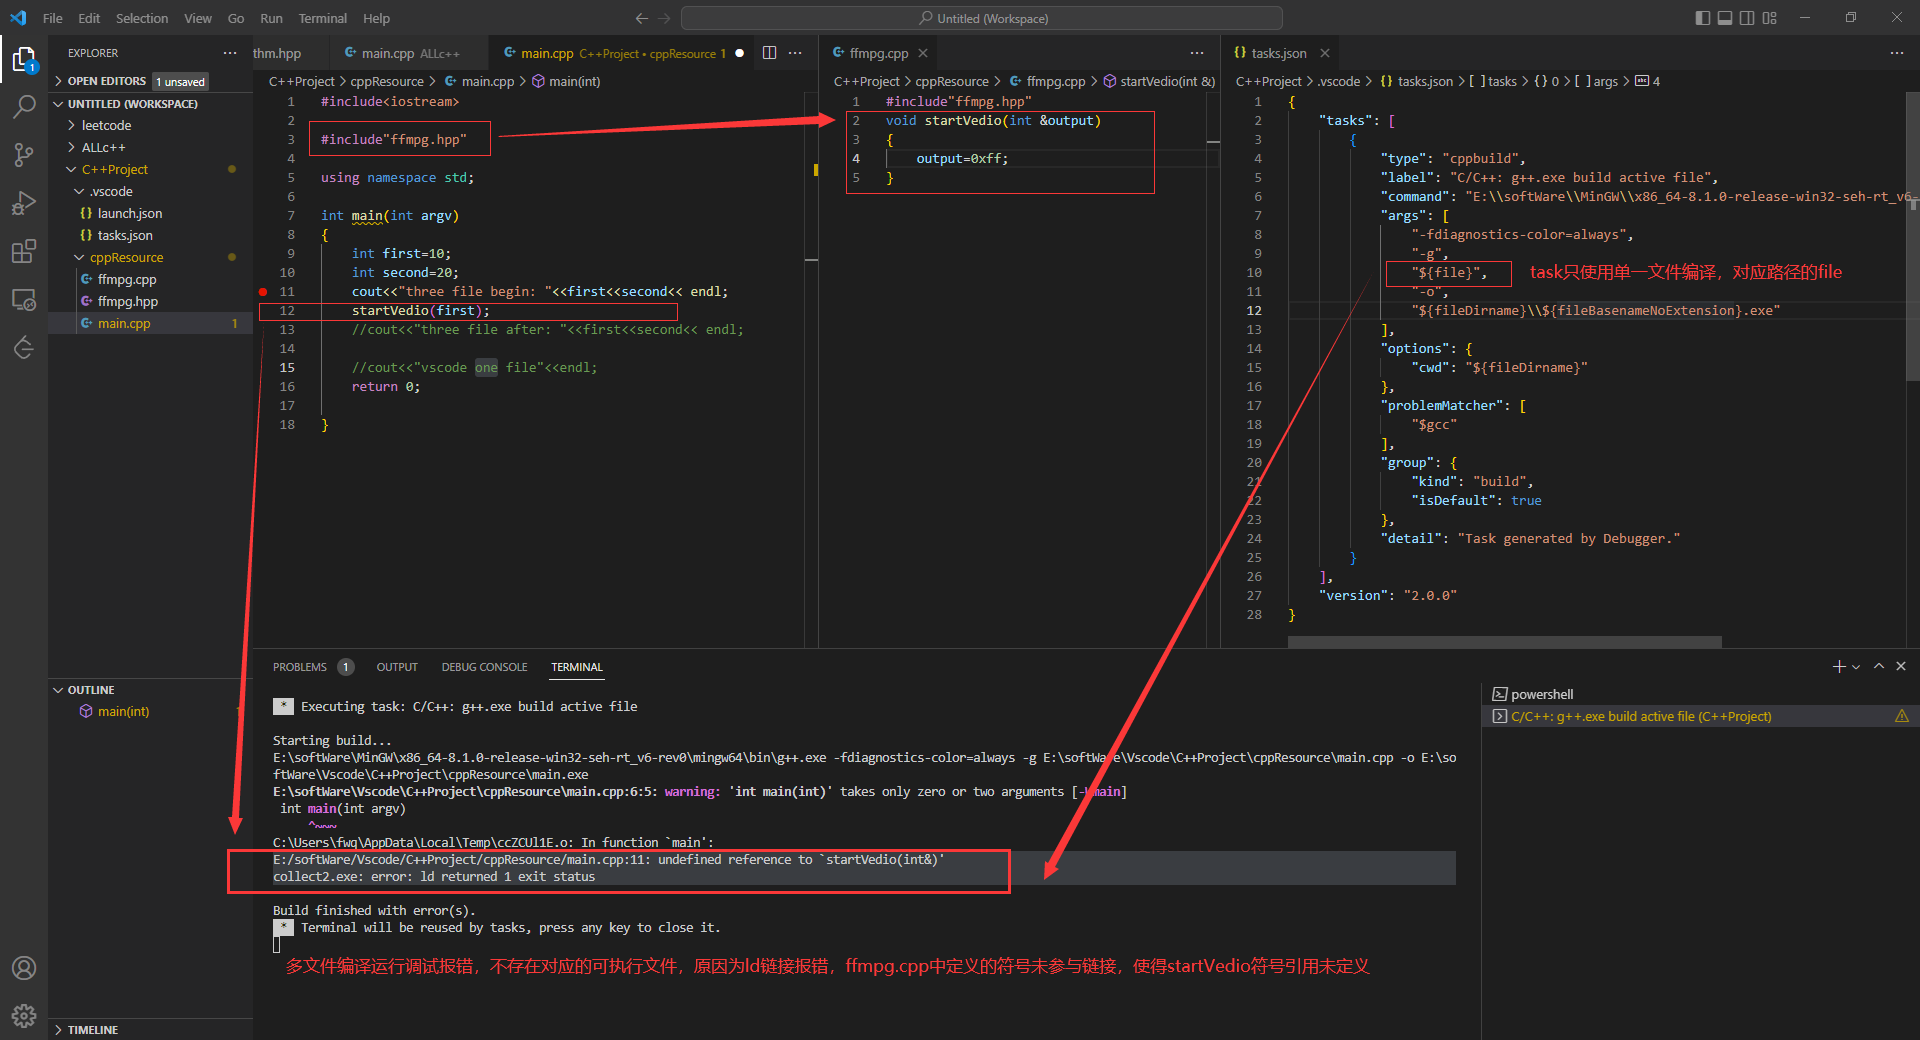 File Edit Selection View Go Run Terminal Help
Untitled (Workspace)
EXPLORER
OPEN EDITORS 1 unsaved
UNTITLED (WORKSPACE)
leetcode
ALLc++
C++Project
.vscode
launch.json
tasks.json
cppResource
ffmpg.cpp
ffmpg.hpp
main.cpp 1
OUTLINE
main(int)
TIMELINE
thm.hpp
main.cpp ALLc++
main.cpp C++Project • cppResource 1
C++Project > cppResource > main.cpp > main(int)
1 #include<iostream>
2
3 #include"ffmpg.hpp"
4
5 using namespace std;
6
7 int main(int argv)
8 {
9 int first=10;
10 int second=20;
11 cout<<"three file begin: "<<first<<second<< endl;
12 startVedio(first);
13 //cout<<"three file after: "<<first<<second<< endl;
14
15 //cout<<"vscode one file"<<endl;
16 return 0;
17
18 }
ffmpg.cpp
C++Project > cppResource > ffmpg.cpp > startVedio(int &)
1 #include"ffmpg.hpp"
2 void startVedio(int &output)
3 {
4 output=0xff;
5 }
tasks.json
C++Project > .vscode > {} tasks.json > [ ] tasks > {} 0 > [ ] args > 4
1 {
2 "tasks": [
3 {
4 "type": "cppbuild",
5 "label": "C/C++: g++.exe build active file",
6 "command": "E:\\softWare\\MinGW\\x86_64-8.1.0-release-win32-seh-rt_v6-
7 "args": [
8 "-fdiagnostics-color=always",
9 "-g",
10 "${file}", task只使用单一文件编译，对应路径的file
11 "-o",
12 "${fileDirname}\\${fileBasenameNoExtension}.exe"
13 ],
14 "options": {
15 "cwd": "${fileDirname}"
16 },
17 "problemMatcher": [
18 "$gcc"
19 ],
20 "group": {
21 "kind": "build",
22 "isDefault": true
23 },
24 "detail": "Task generated by Debugger."
25 }
26 ],
27 "version": "2.0.0"
28 }
PROBLEMS 1 OUTPUT DEBUG CONSOLE TERMINAL
* Executing task: C/C++: g++.exe build active file
Starting build...
E:\softWare\MinGW\x86_64-8.1.0-release-win32-seh-rt_v6-rev0\mingw64\bin\g++.exe -fdiagnostics-color=always -g E:\softWare\Vscode\C++Project\cppResource\main.cpp -o E:\so
ftWare\Vscode\C++Project\cppResource\main.exe
E:\softWare\Vscode\C++Project\cppResource\main.cpp:6:5: warning: 'int main(int)' takes only zero or two arguments [-Wmain]
int main(int argv)
^~~~
C:\Users\fwq\AppData\Local\Temp\ccZCUl1E.o: In function `main':
E:/softWare/Vscode/C++Project/cppResource/main.cpp:11: undefined reference to `startVedio(int&)'
collect2.exe: error: ld returned 1 exit status
Build finished with error(s).
* Terminal will be reused by tasks, press any key to close it.
多文件编译运行调试报错，不存在对应的可执行文件，原因为ld链接报错，ffmpg.cpp中定义的符号未参与链接，使得startVedio符号引用未定义
powershell
C/C++: g++.exe build active file (C++Project)